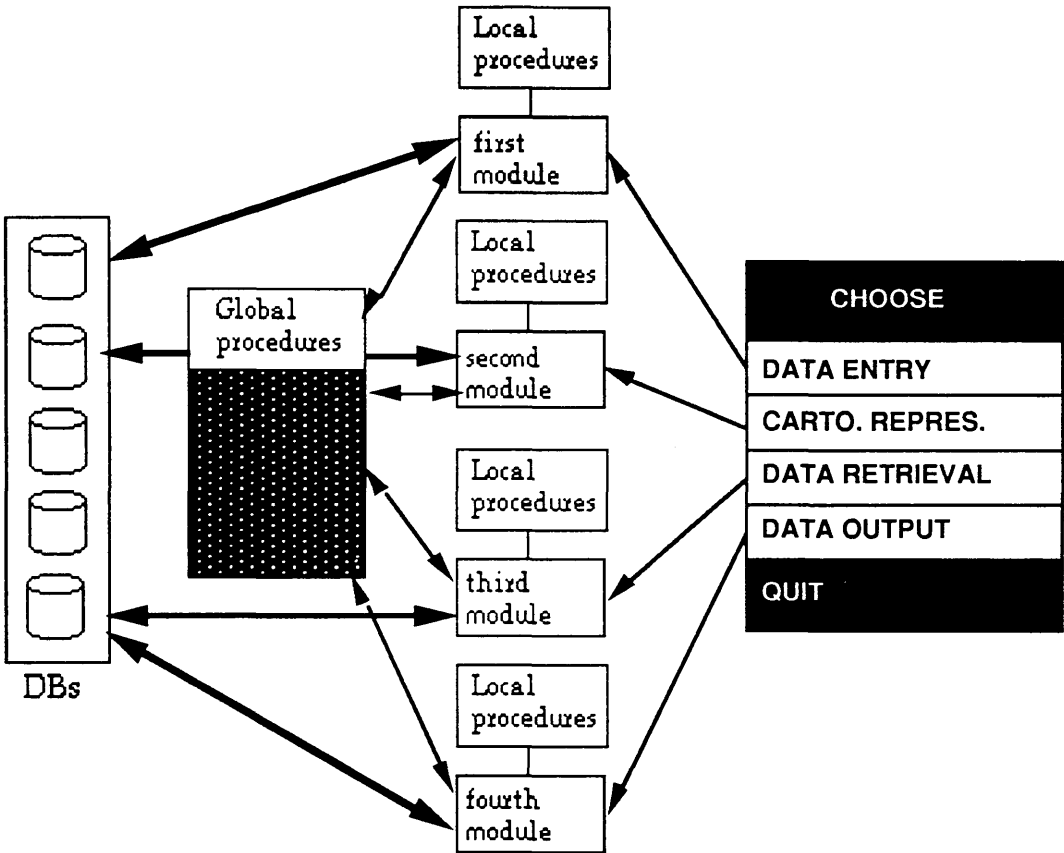 Local
procedures
first
module
Local
procedures
Global
procedures
second
module
Local
procedures
third
module
Local
procedures
fourth
module
DBs
CHOOSE
DATA ENTRY
CARTO. REPRES.
DATA RETRIEVAL
DATA OUTPUT
QUIT